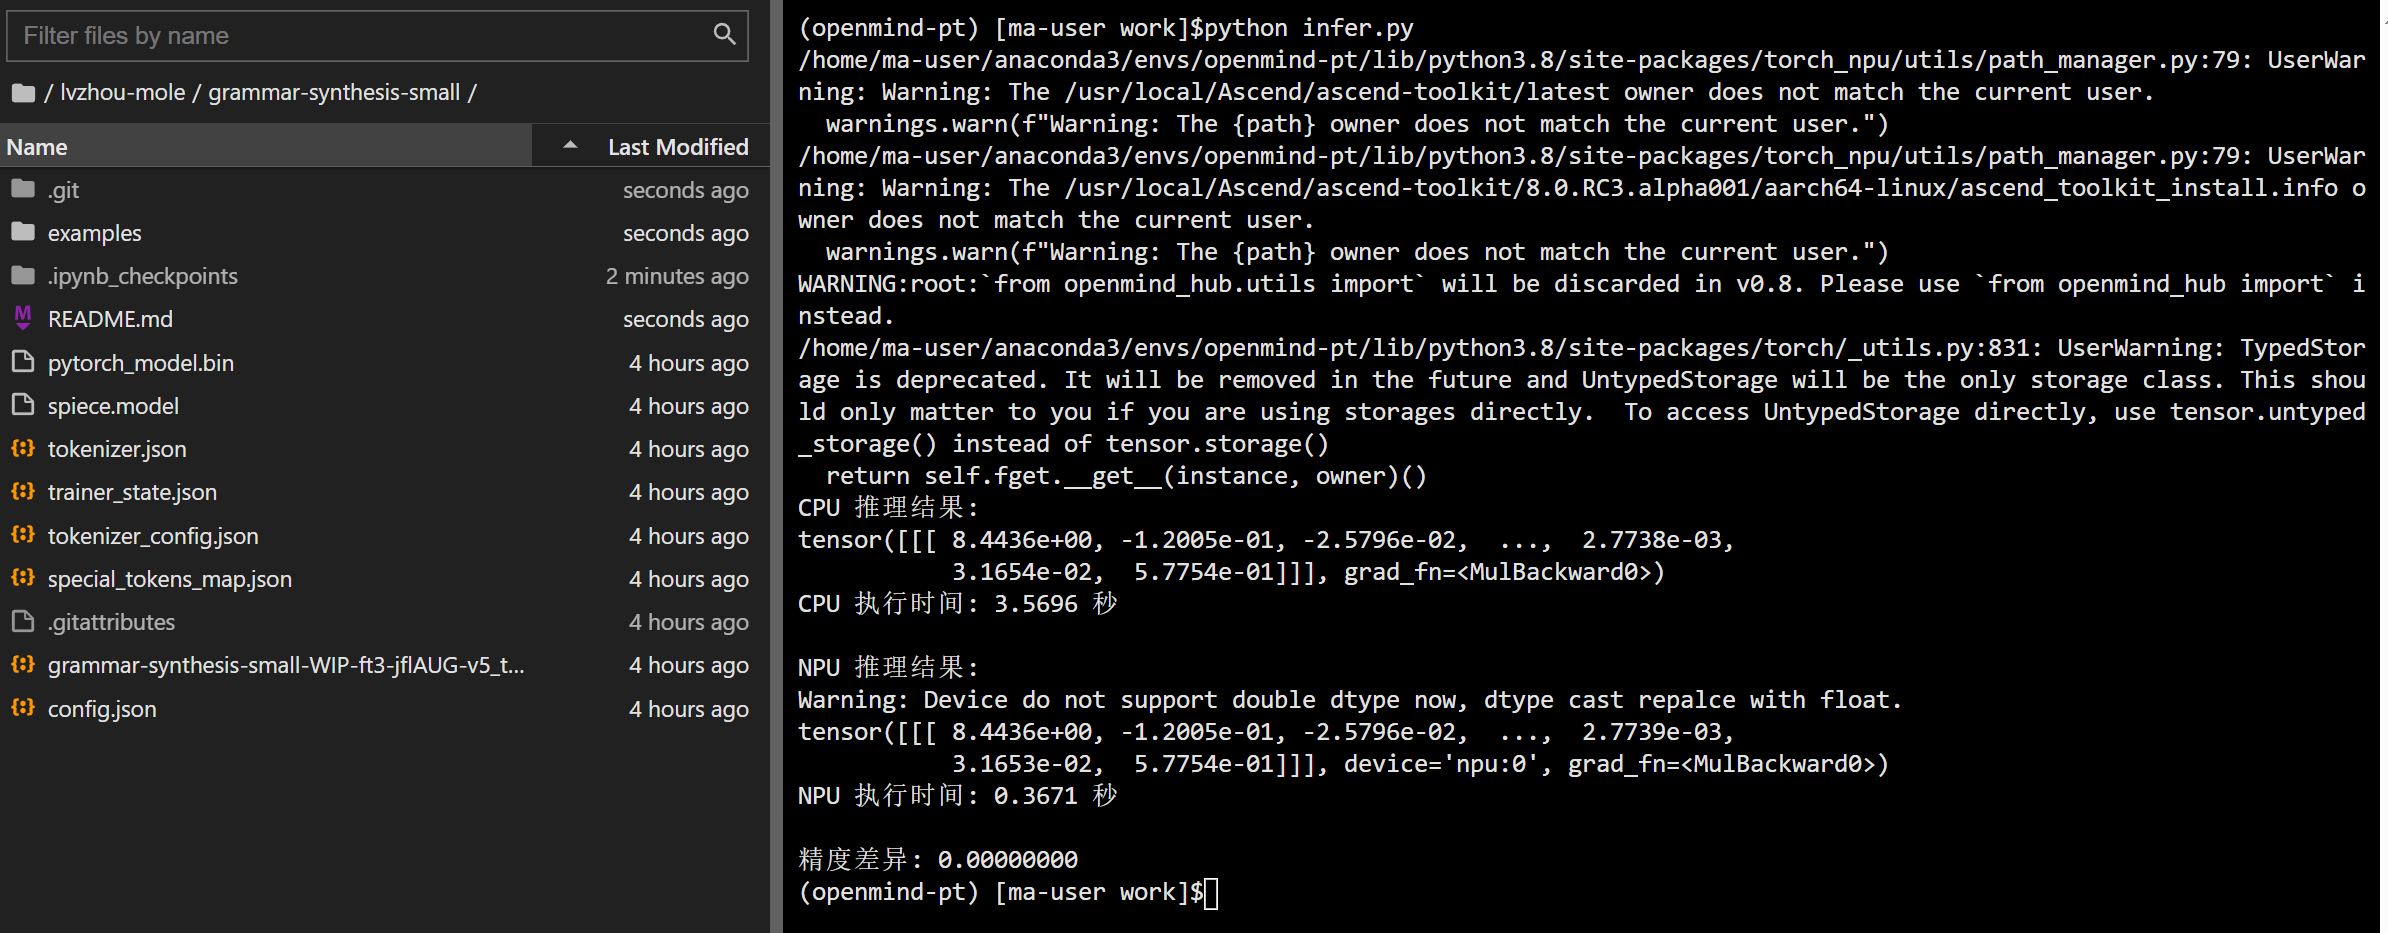 Filter files by name
/ lvzhou-mole / grammar-synthesis-small /
Name Last Modified
.git seconds ago
examples seconds ago
.ipynb_checkpoints 2 minutes ago
README.md seconds ago
pytorch_model.bin 4 hours ago
spiece.model 4 hours ago
tokenizer.json 4 hours ago
trainer_state.json 4 hours ago
tokenizer_config.json 4 hours ago
special_tokens_map.json 4 hours ago
.gitattributes 4 hours ago
grammar-synthesis-small-WIP-ft3-jflAUG-v5_t... 4 hours ago
config.json 4 hours ago
(openmind-pt) [ma-user work]$python infer.py
/home/ma-user/anaconda3/envs/openmind-pt/lib/python3.8/site-packages/torch_npu/utils/path_manager.py:79: UserWar
ning: Warning: The /usr/local/Ascend/ascend-toolkit/latest owner does not match the current user.
  warnings.warn(f"Warning: The {path} owner does not match the current user.")
/home/ma-user/anaconda3/envs/openmind-pt/lib/python3.8/site-packages/torch_npu/utils/path_manager.py:79: UserWar
ning: Warning: The /usr/local/Ascend/ascend-toolkit/8.0.RC3.alpha001/aarch64-linux/ascend_toolkit_install.info o
wner does not match the current user.
  warnings.warn(f"Warning: The {path} owner does not match the current user.")
WARNING:root:`from openmind_hub.utils import` will be discarded in v0.8. Please use `from openmind_hub import` i
nstead.
/home/ma-user/anaconda3/envs/openmind-pt/lib/python3.8/site-packages/torch/_utils.py:831: UserWarning: TypedStor
age is deprecated. It will be removed in the future and UntypedStorage will be the only storage class. This shou
ld only matter to you if you are using storages directly.  To access UntypedStorage directly, use tensor.untyped
_storage() instead of tensor.storage()
  return self.fget.__get__(instance, owner)()
CPU 推理结果:
tensor([[[ 8.4436e+00, -1.2005e-01, -2.5796e-02,  ...,  2.7738e-03,
           3.1654e-02,  5.7754e-01]]], grad_fn=<MulBackward0>)
CPU 执行时间: 3.5696 秒
NPU 推理结果:
Warning: Device do not support double dtype now, dtype cast repalce with float.
tensor([[[ 8.4436e+00, -1.2005e-01, -2.5796e-02,  ...,  2.7739e-03,
           3.1653e-02,  5.7754e-01]]], device='npu:0', grad_fn=<MulBackward0>)
NPU 执行时间: 0.3671 秒
精度差异: 0.00000000
(openmind-pt) [ma-user work]$